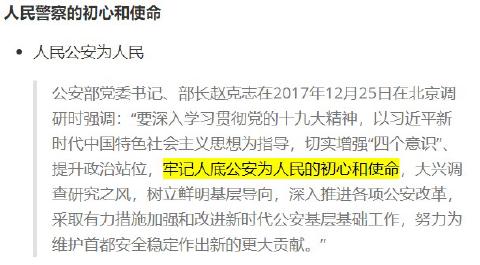 人民警察的初心和使命
人民公安为人民
公安部党委书记、部长赵克志在2017年12月25日在北京调
研时强调：“要深入学习贯彻党的十九大精神，以习近平新
时代中国特色社会主义思想为指导，切实增强“四个意识”、
提升政治站位，牢记人底公安为人民的初心和使命，大兴调
查研究之风，树立鲜明基层导向，深入推进各项公安改革，
采取有力措施加强和改进新时代公安基层基础工作，努力为
维护首都安全稳定作出新的更大贡献。”